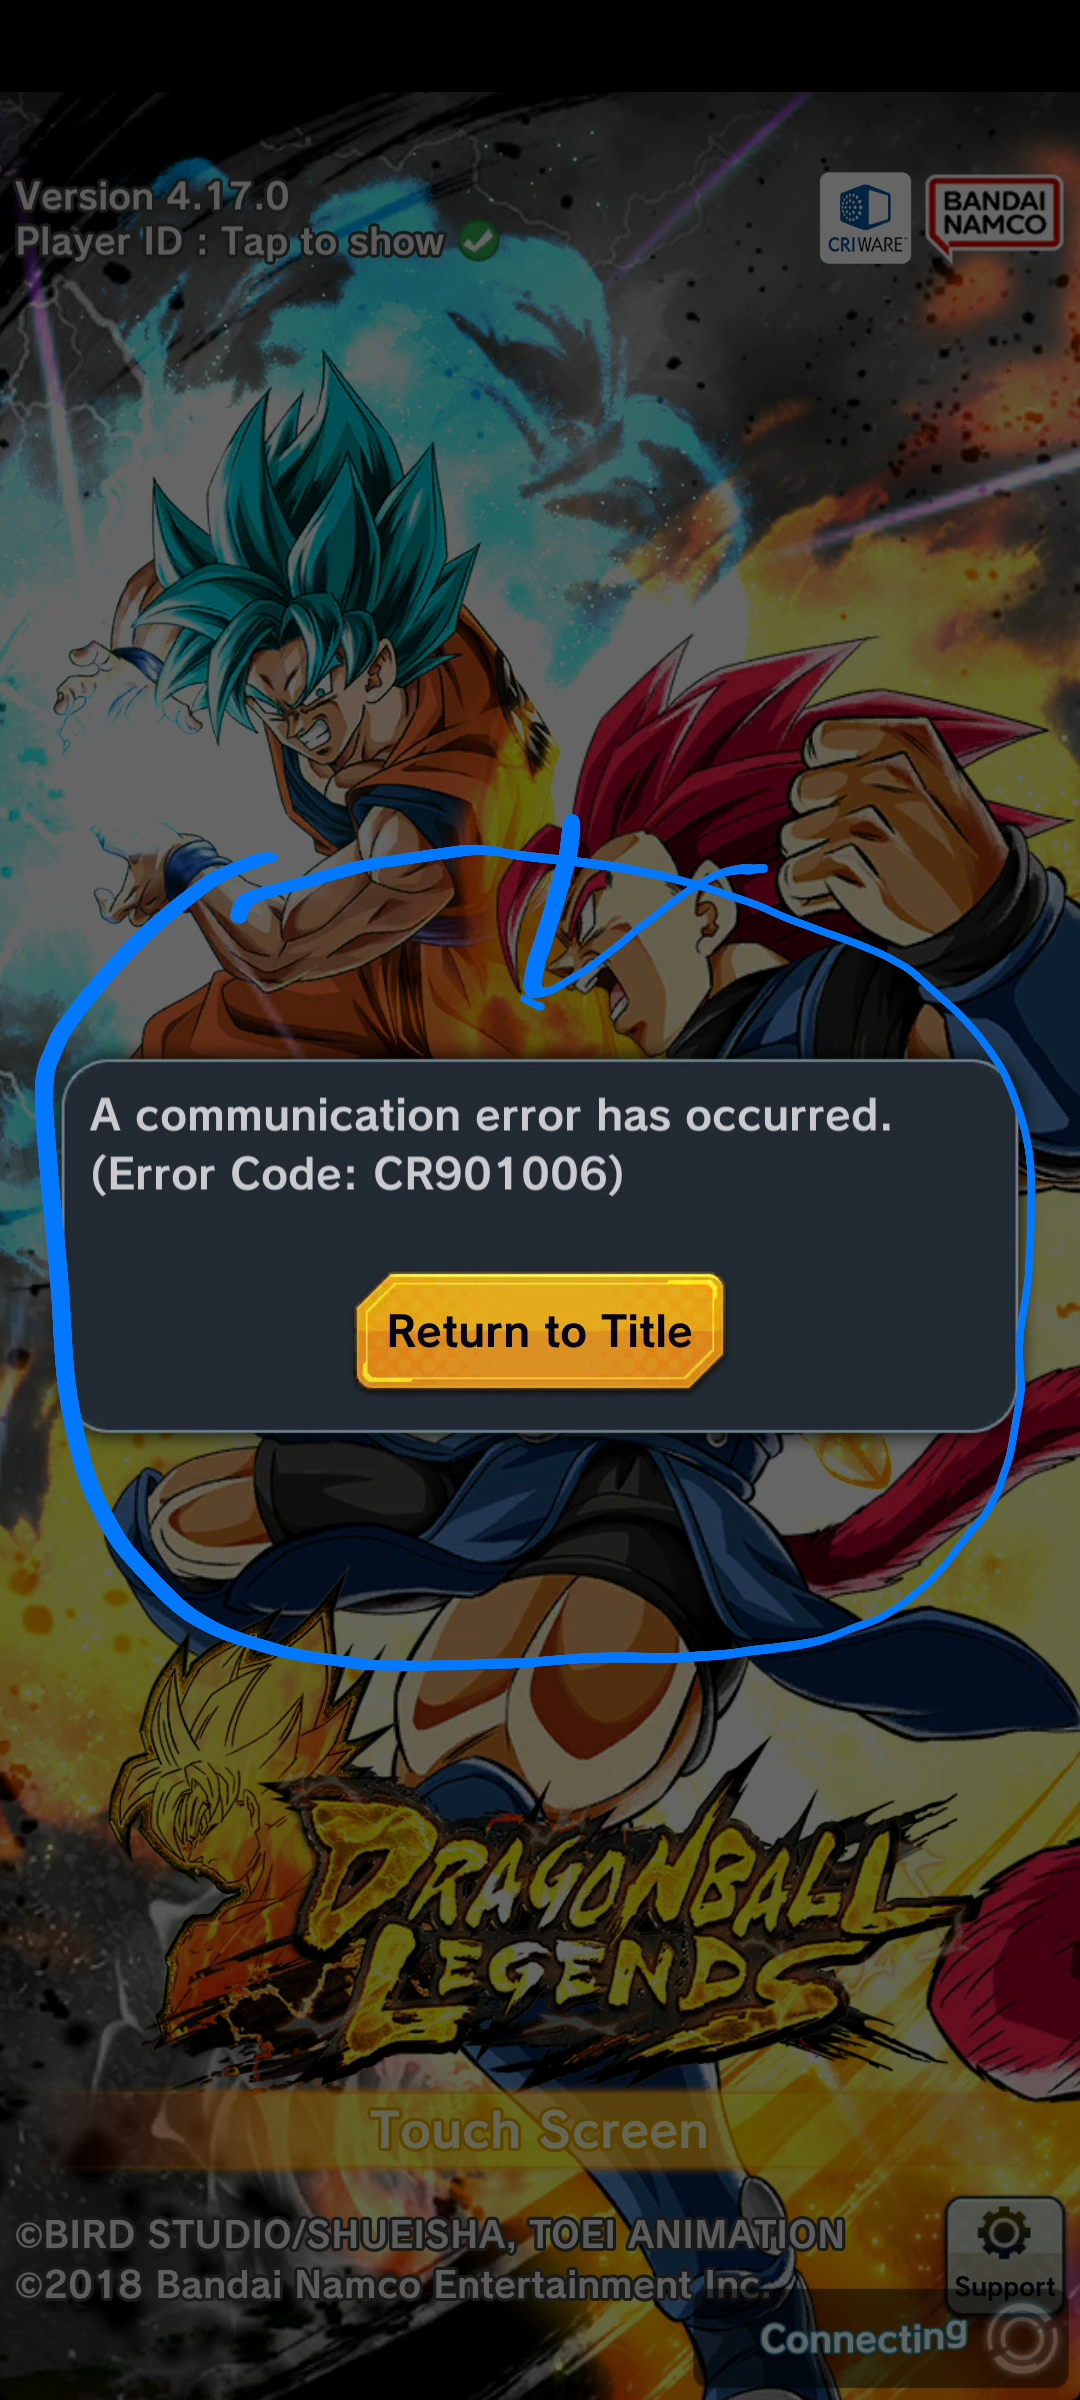 Version 4.17.0
Player ID : Tap to show
CRIWARE™
BANDAI
NAMCO
A communication error has occurred.
(Error Code: CR901006)
Return to Title
DRAGONBALL
LEGENDS
Touch Screen
©BIRD STUDIO/SHUEISHA, TOEI ANIMATION
©2018 Bandai Namco Entertainment Inc.
Support
Connecting